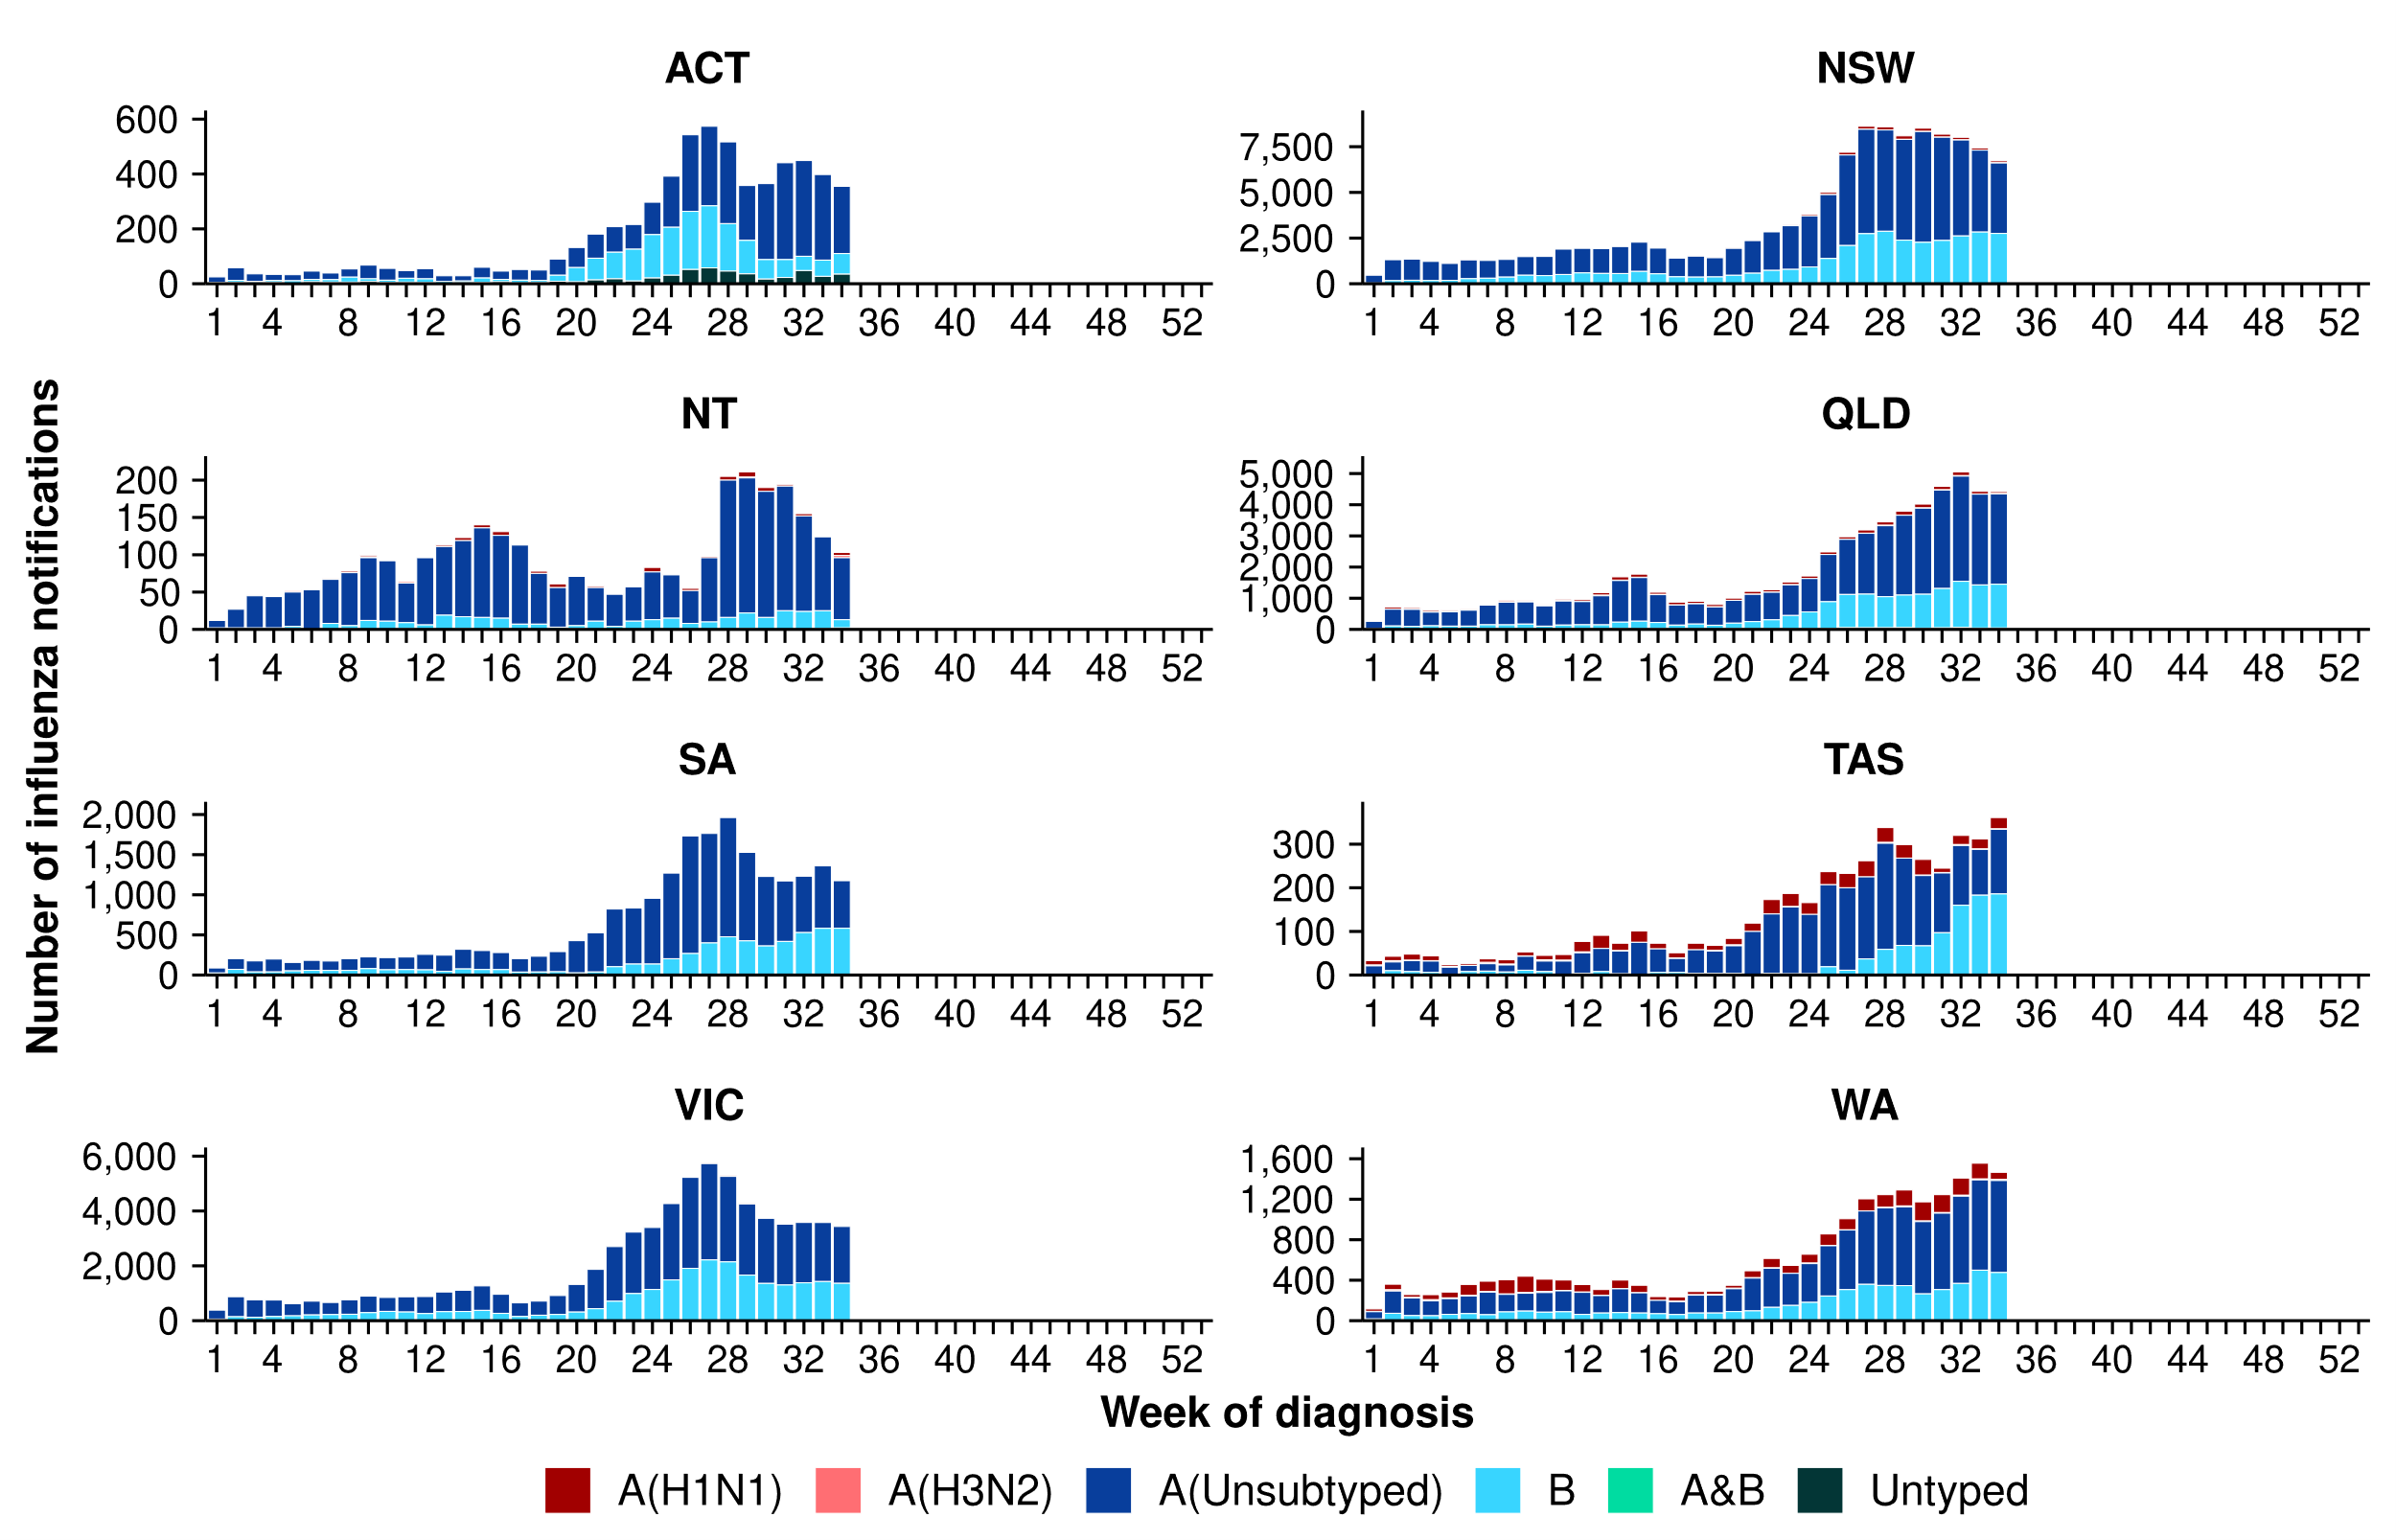 ACT
NSW
600
400
200
0
7,500
5,000
2,500
0
1 4 8 12 16 20 24 28 32 36 40 44 48 52
1 4 8 12 16 20 24 28 32 36 40 44 48 52
NT
QLD
200
150
100
50
0
5,000
4,000
3,000
2,000
1,000
0
1 4 8 12 16 20 24 28 32 36 40 44 48 52
1 4 8 12 16 20 24 28 32 36 40 44 48 52
Number of influenza notifications
SA
TAS
2,000
1,500
1,000
500
0
300
200
100
0
1 4 8 12 16 20 24 28 32 36 40 44 48 52
1 4 8 12 16 20 24 28 32 36 40 44 48 52
VIC
WA
6,000
4,000
2,000
0
1,600
1,200
800
400
0
1 4 8 12 16 20 24 28 32 36 40 44 48 52
1 4 8 12 16 20 24 28 32 36 40 44 48 52
Week of diagnosis
A(H1N1) A(H3N2) A(Unsubtyped) B A&B Untyped